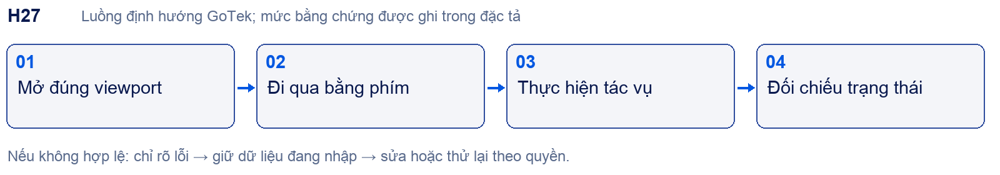 H27 Luồng định hướng GoTek; mức bằng chứng được ghi trong đặc tả
01
Mở đúng viewport
02
Đi qua bằng phím
03
Thực hiện tác vụ
04
Đối chiếu trạng thái
Nếu không hợp lệ: chỉ rõ lỗi → giữ dữ liệu đang nhập → sửa hoặc thử lại theo quyền.